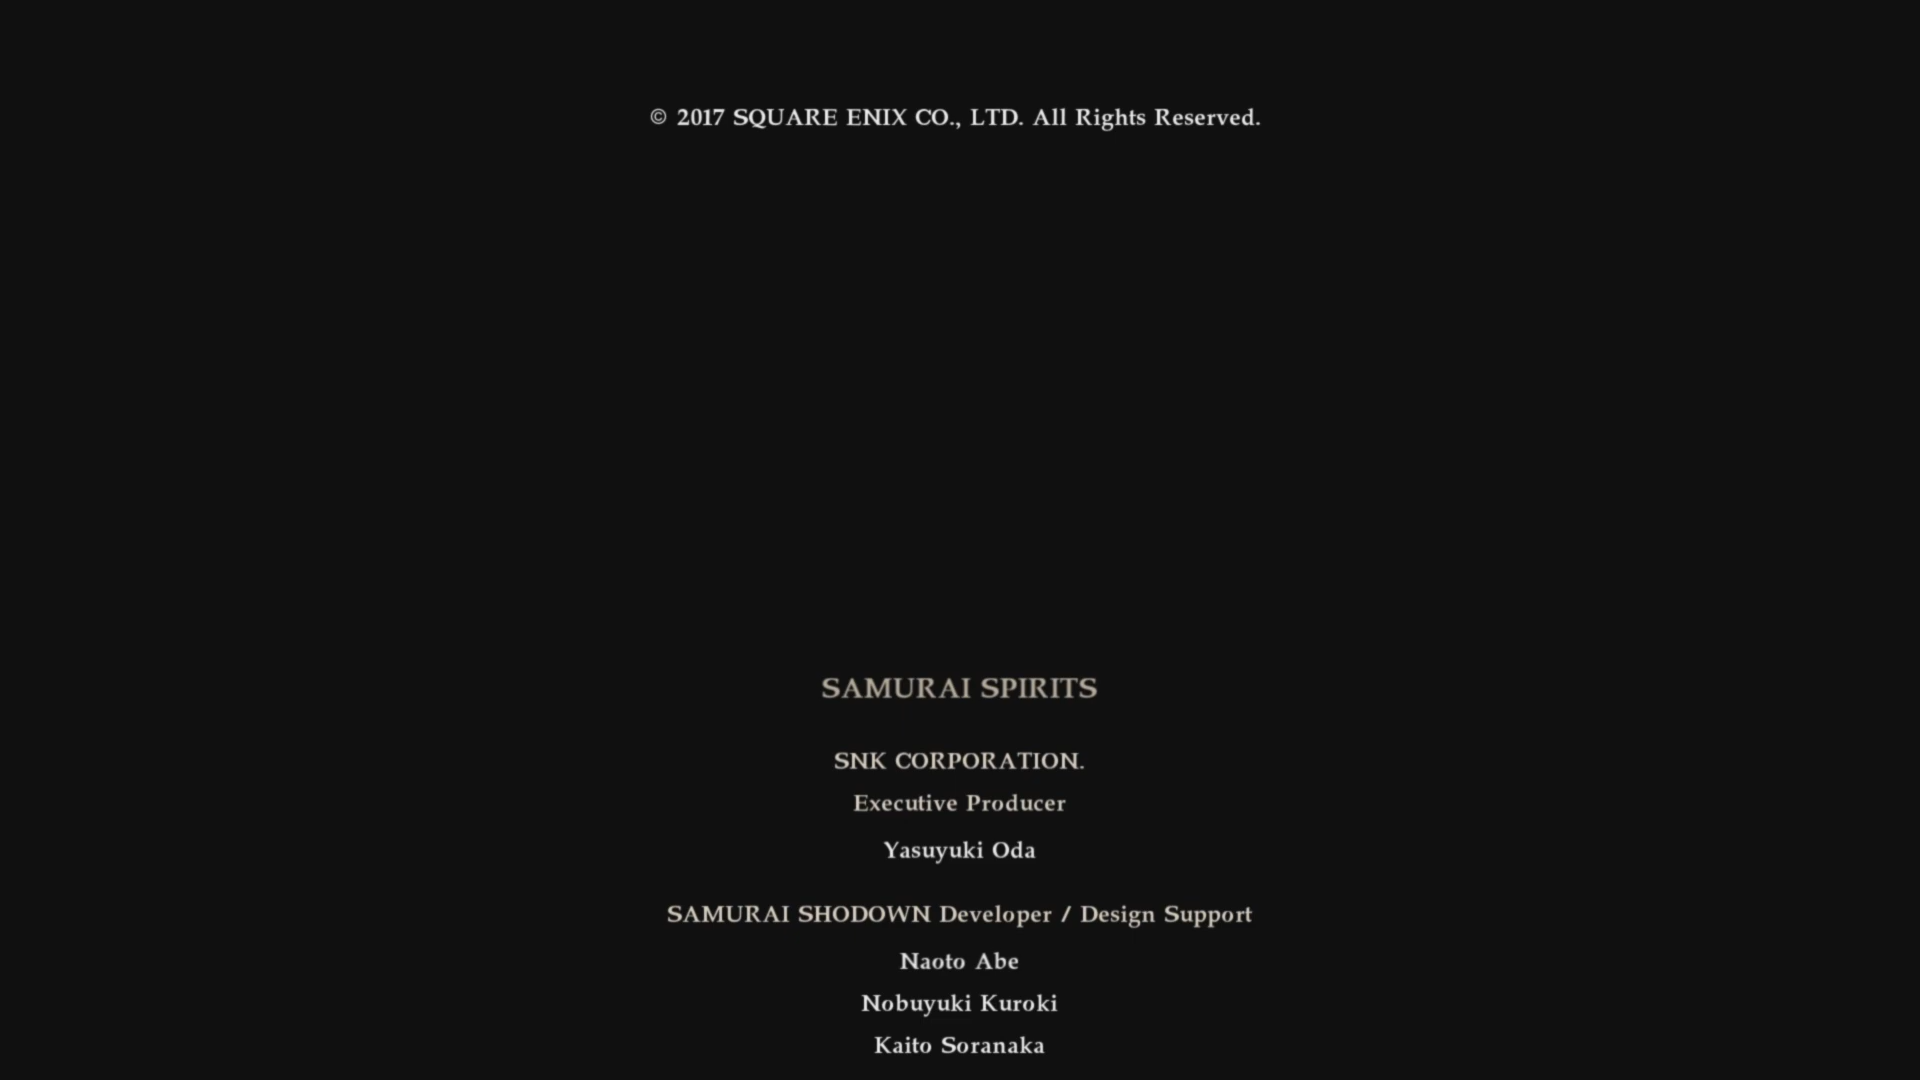 © 2017 SQUARE ENIX CO., LTD. All Rights Reserved.
SAMURAI SPIRITS
SNK CORPORATION.
Executive Producer
Yasuyuki Oda
SAMURAI SHODOWN Developer / Design Support
Naoto Abe
Nobuyuki Kuroki
Kaito Soranaka